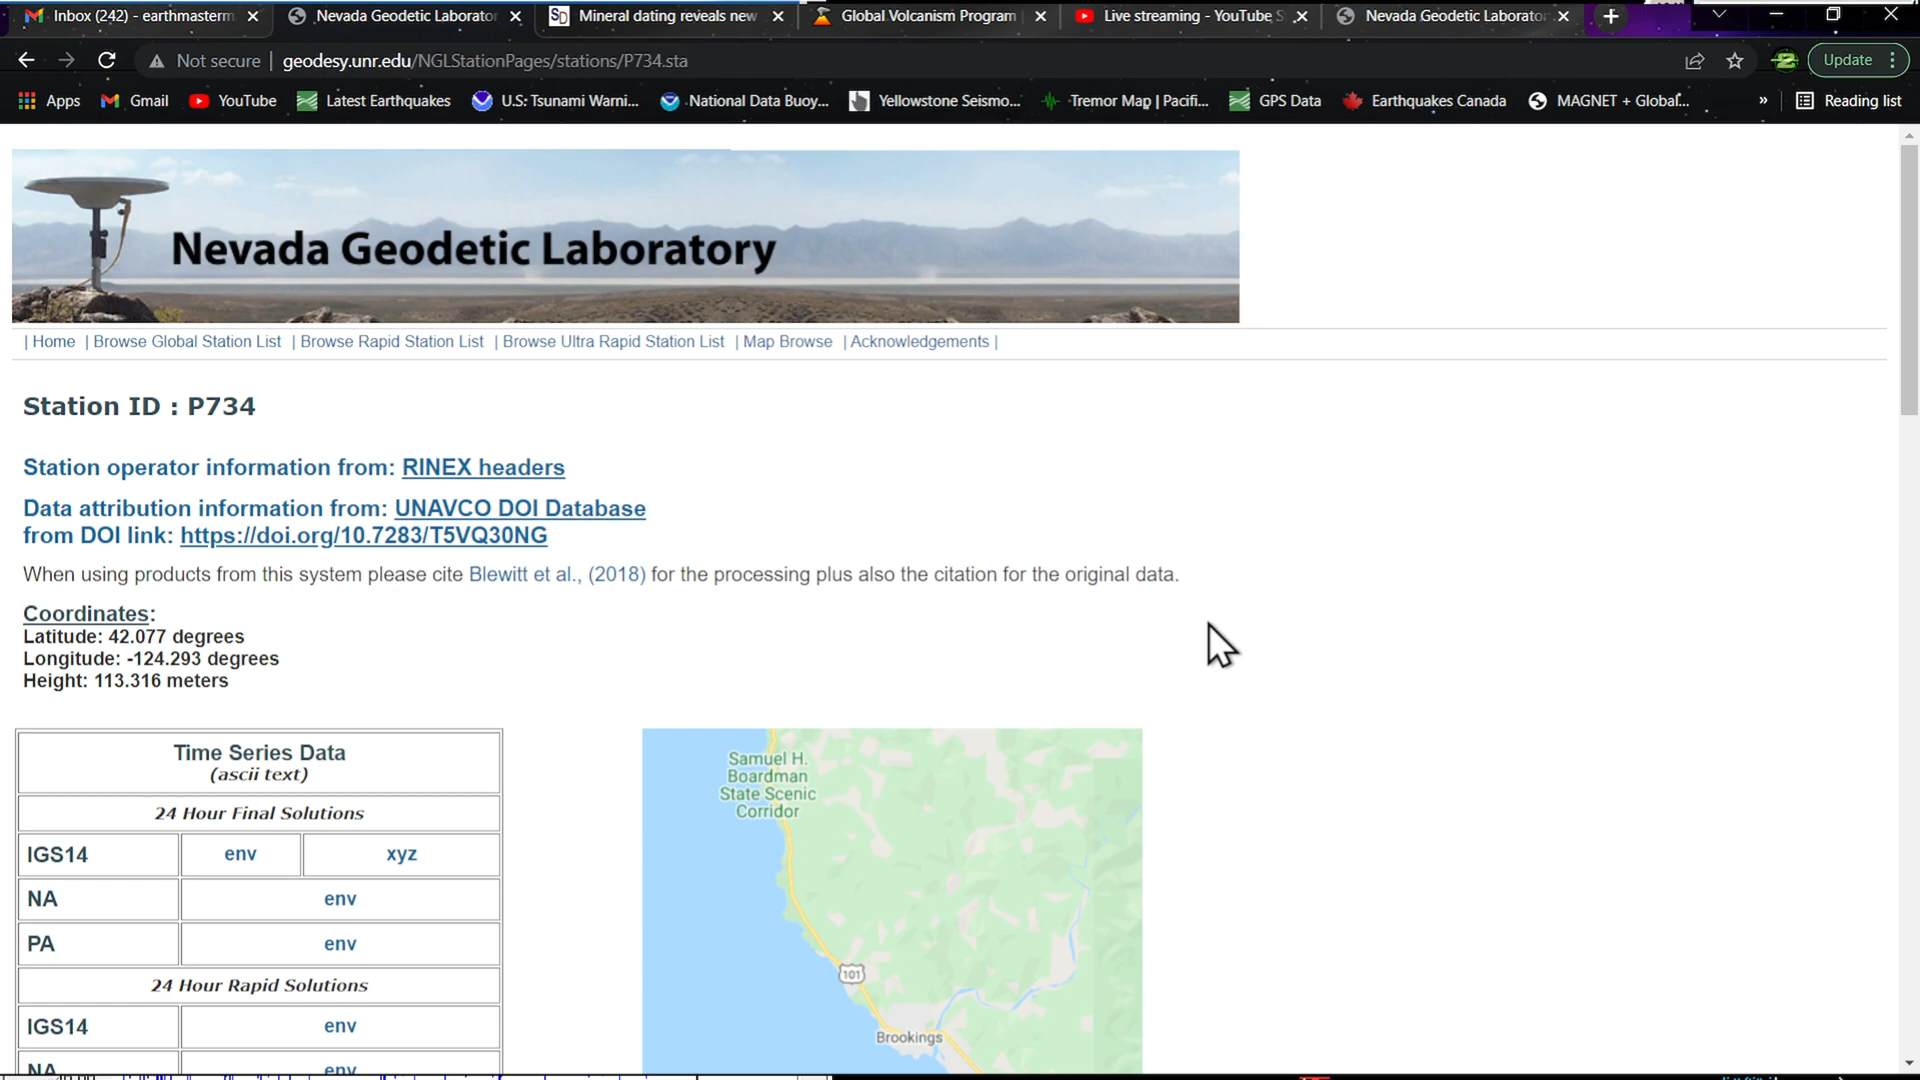 Inbox (242) - earthmasterm
Nevada Geodetic Laborator
SD Mineral dating reveals new
Global Volcanism Program
Live streaming - YouTube S
Nevada Geodetic Laborator
Not secure
geodesy.unr.edu/NGLStationPages/stations/P734.sta
Update
Apps
Gmail
YouTube
Latest Earthquakes
U.S. Tsunami Warni...
National Data Buoy...
Yellowstone Seismo...
Tremor Map | Pacifi...
GPS Data
Earthquakes Canada
MAGNET + Global...
»
Reading list
Nevada Geodetic Laboratory
| Home | Browse Global Station List | Browse Rapid Station List | Browse Ultra Rapid Station List | Map Browse | Acknowledgements |
Station ID : P734
Station operator information from: RINEX headers
Data attribution information from: UNAVCO DOI Database
from DOI link: https://doi.org/10.7283/T5VQ30NG
When using products from this system please cite Blewitt et al., (2018) for the processing plus also the citation for the original data.
Coordinates:
Latitude: 42.077 degrees
Longitude: -124.293 degrees
Height: 113.316 meters
Time Series Data
(ascii text)
24 Hour Final Solutions
IGS14 env xyz
NA env
PA env
24 Hour Rapid Solutions
IGS14 env
NA env
Samuel H.
Boardman
State Scenic
Corridor
101
Brookings